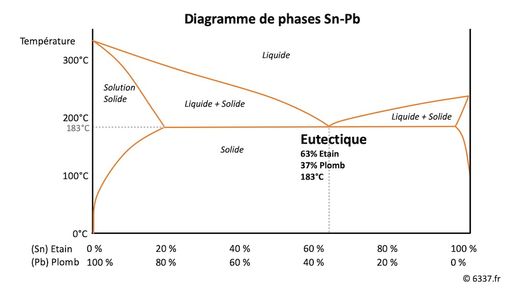 Diagramme de phases Sn-Pb
Température
Liquide
300°C
Solution
Solide
Liquide + Solide
200°C
Liquide + Solide
183°C
Eutectique
63% Etain
37% Plomb
183°C
Solide
100°C
0°C
(Sn) Etain 0 % 20 % 40 % 60 % 80 % 100 %
(Pb) Plomb 100 % 80 % 60 % 40 % 20 % 0 %
© 6337.fr